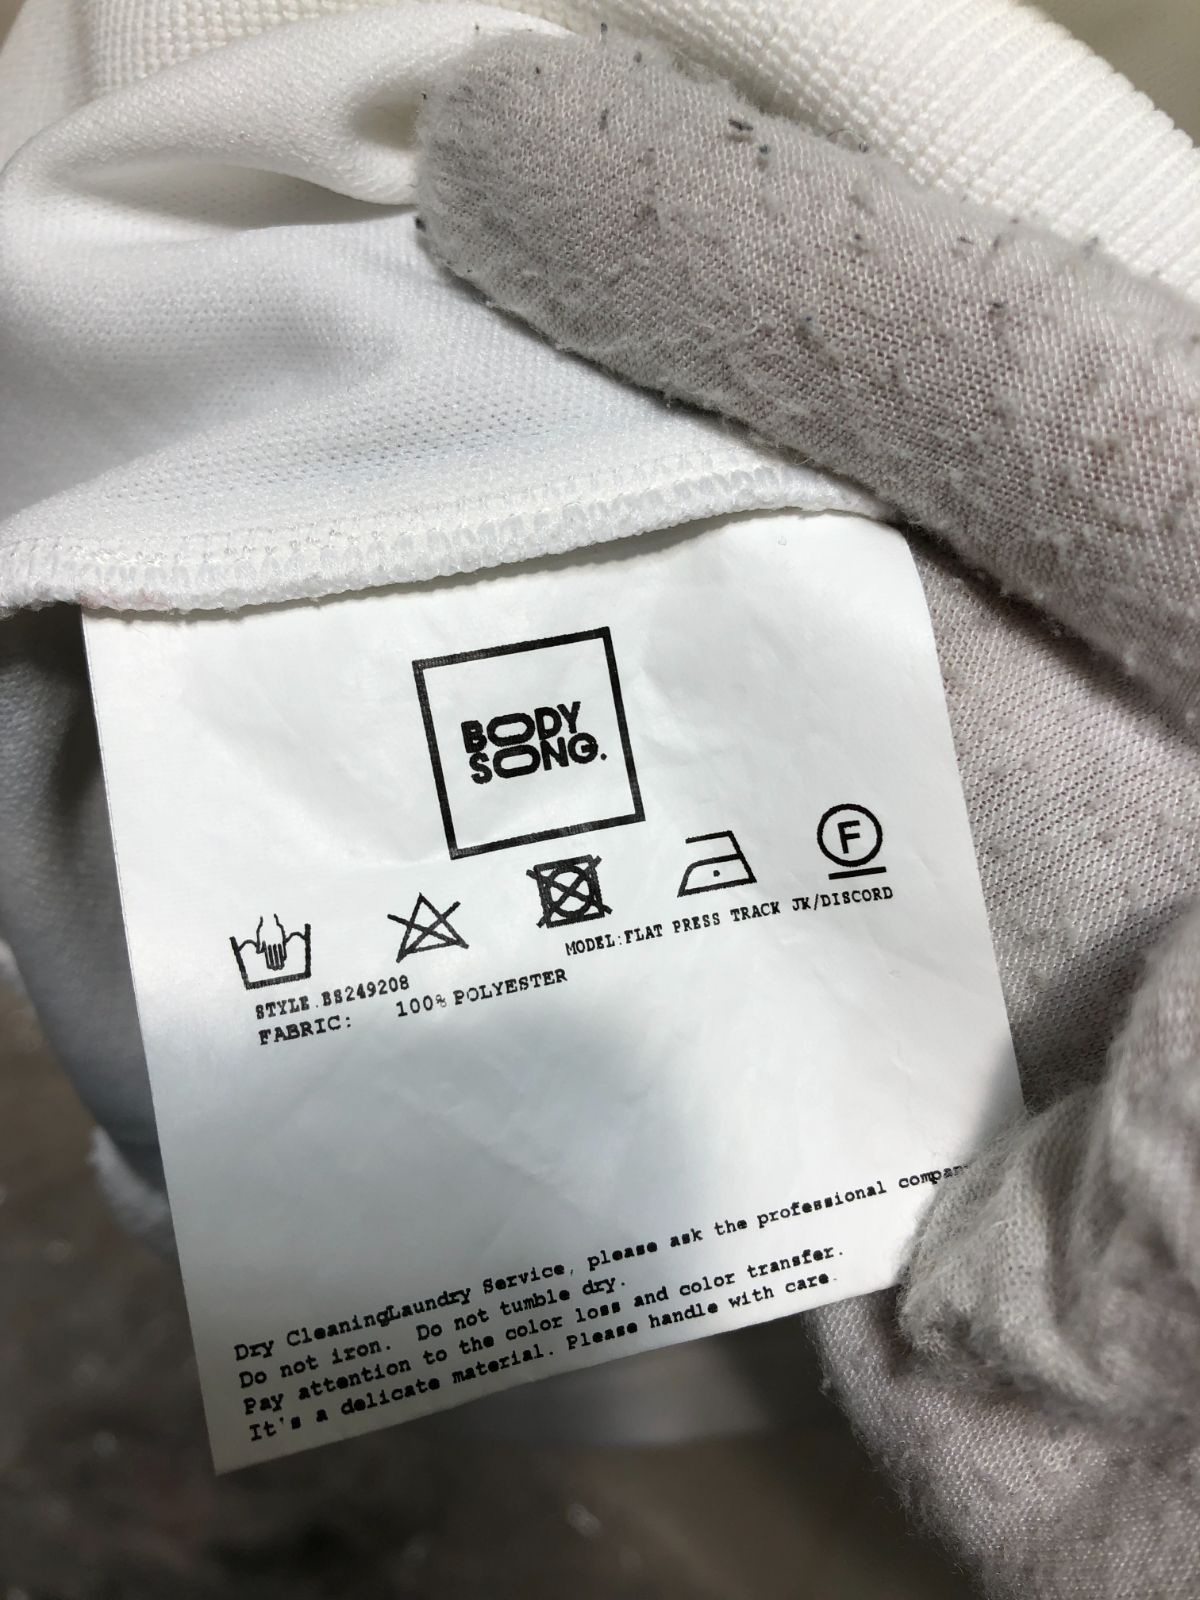 BODY
SONG.
F
MODEL:FLAT PRESS TRACK JK/DISCORD
STYLE.BS249208
FABRIC: 100% POLYESTER
Dry CleaningLaundry Service, please ask the professional
Do not iron. Do not tumble dry.
Pay attention to the color loss and color transfer.
It's a delicate material. Please handle with care.